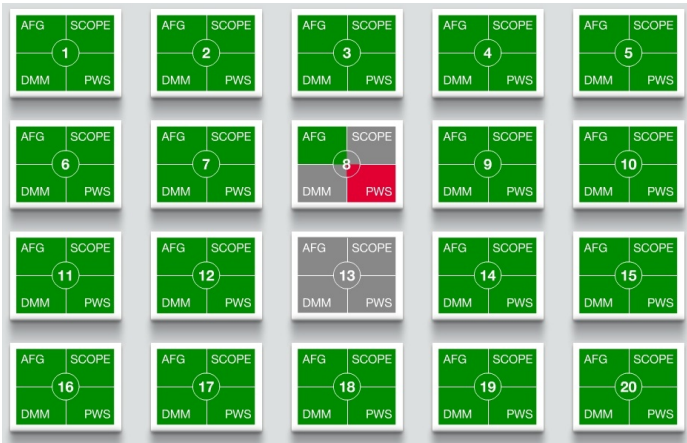 AFG SCOPE AFG SCOPE AFG SCOPE AFG SCOPE AFG SCOPE
1 2 3 4 5
DMM PWS DMM PWS DMM PWS DMM PWS DMM PWS
AFG SCOPE AFG SCOPE AFG SCOPE AFG SCOPE AFG SCOPE
6 7 8 9 10
DMM PWS DMM PWS DMM PWS DMM PWS DMM PWS
AFG SCOPE AFG SCOPE AFG SCOPE AFG SCOPE AFG SCOPE
11 12 13 14 15
DMM PWS DMM PWS DMM PWS DMM PWS DMM PWS
AFG SCOPE AFG SCOPE AFG SCOPE AFG SCOPE AFG SCOPE
16 17 18 19 20
DMM PWS DMM PWS DMM PWS DMM PWS DMM PWS